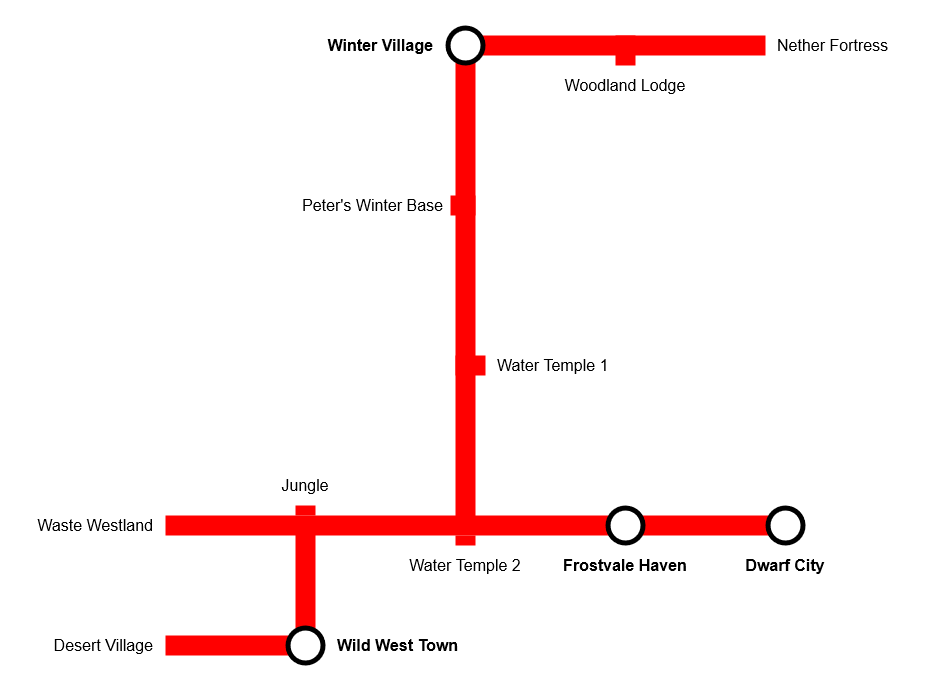 Winter Village
Nether Fortress
Woodland Lodge
Peter's Winter Base
Water Temple 1
Jungle
Waste Westland
Water Temple 2
Frostvale Haven
Dwarf City
Desert Village
Wild West Town